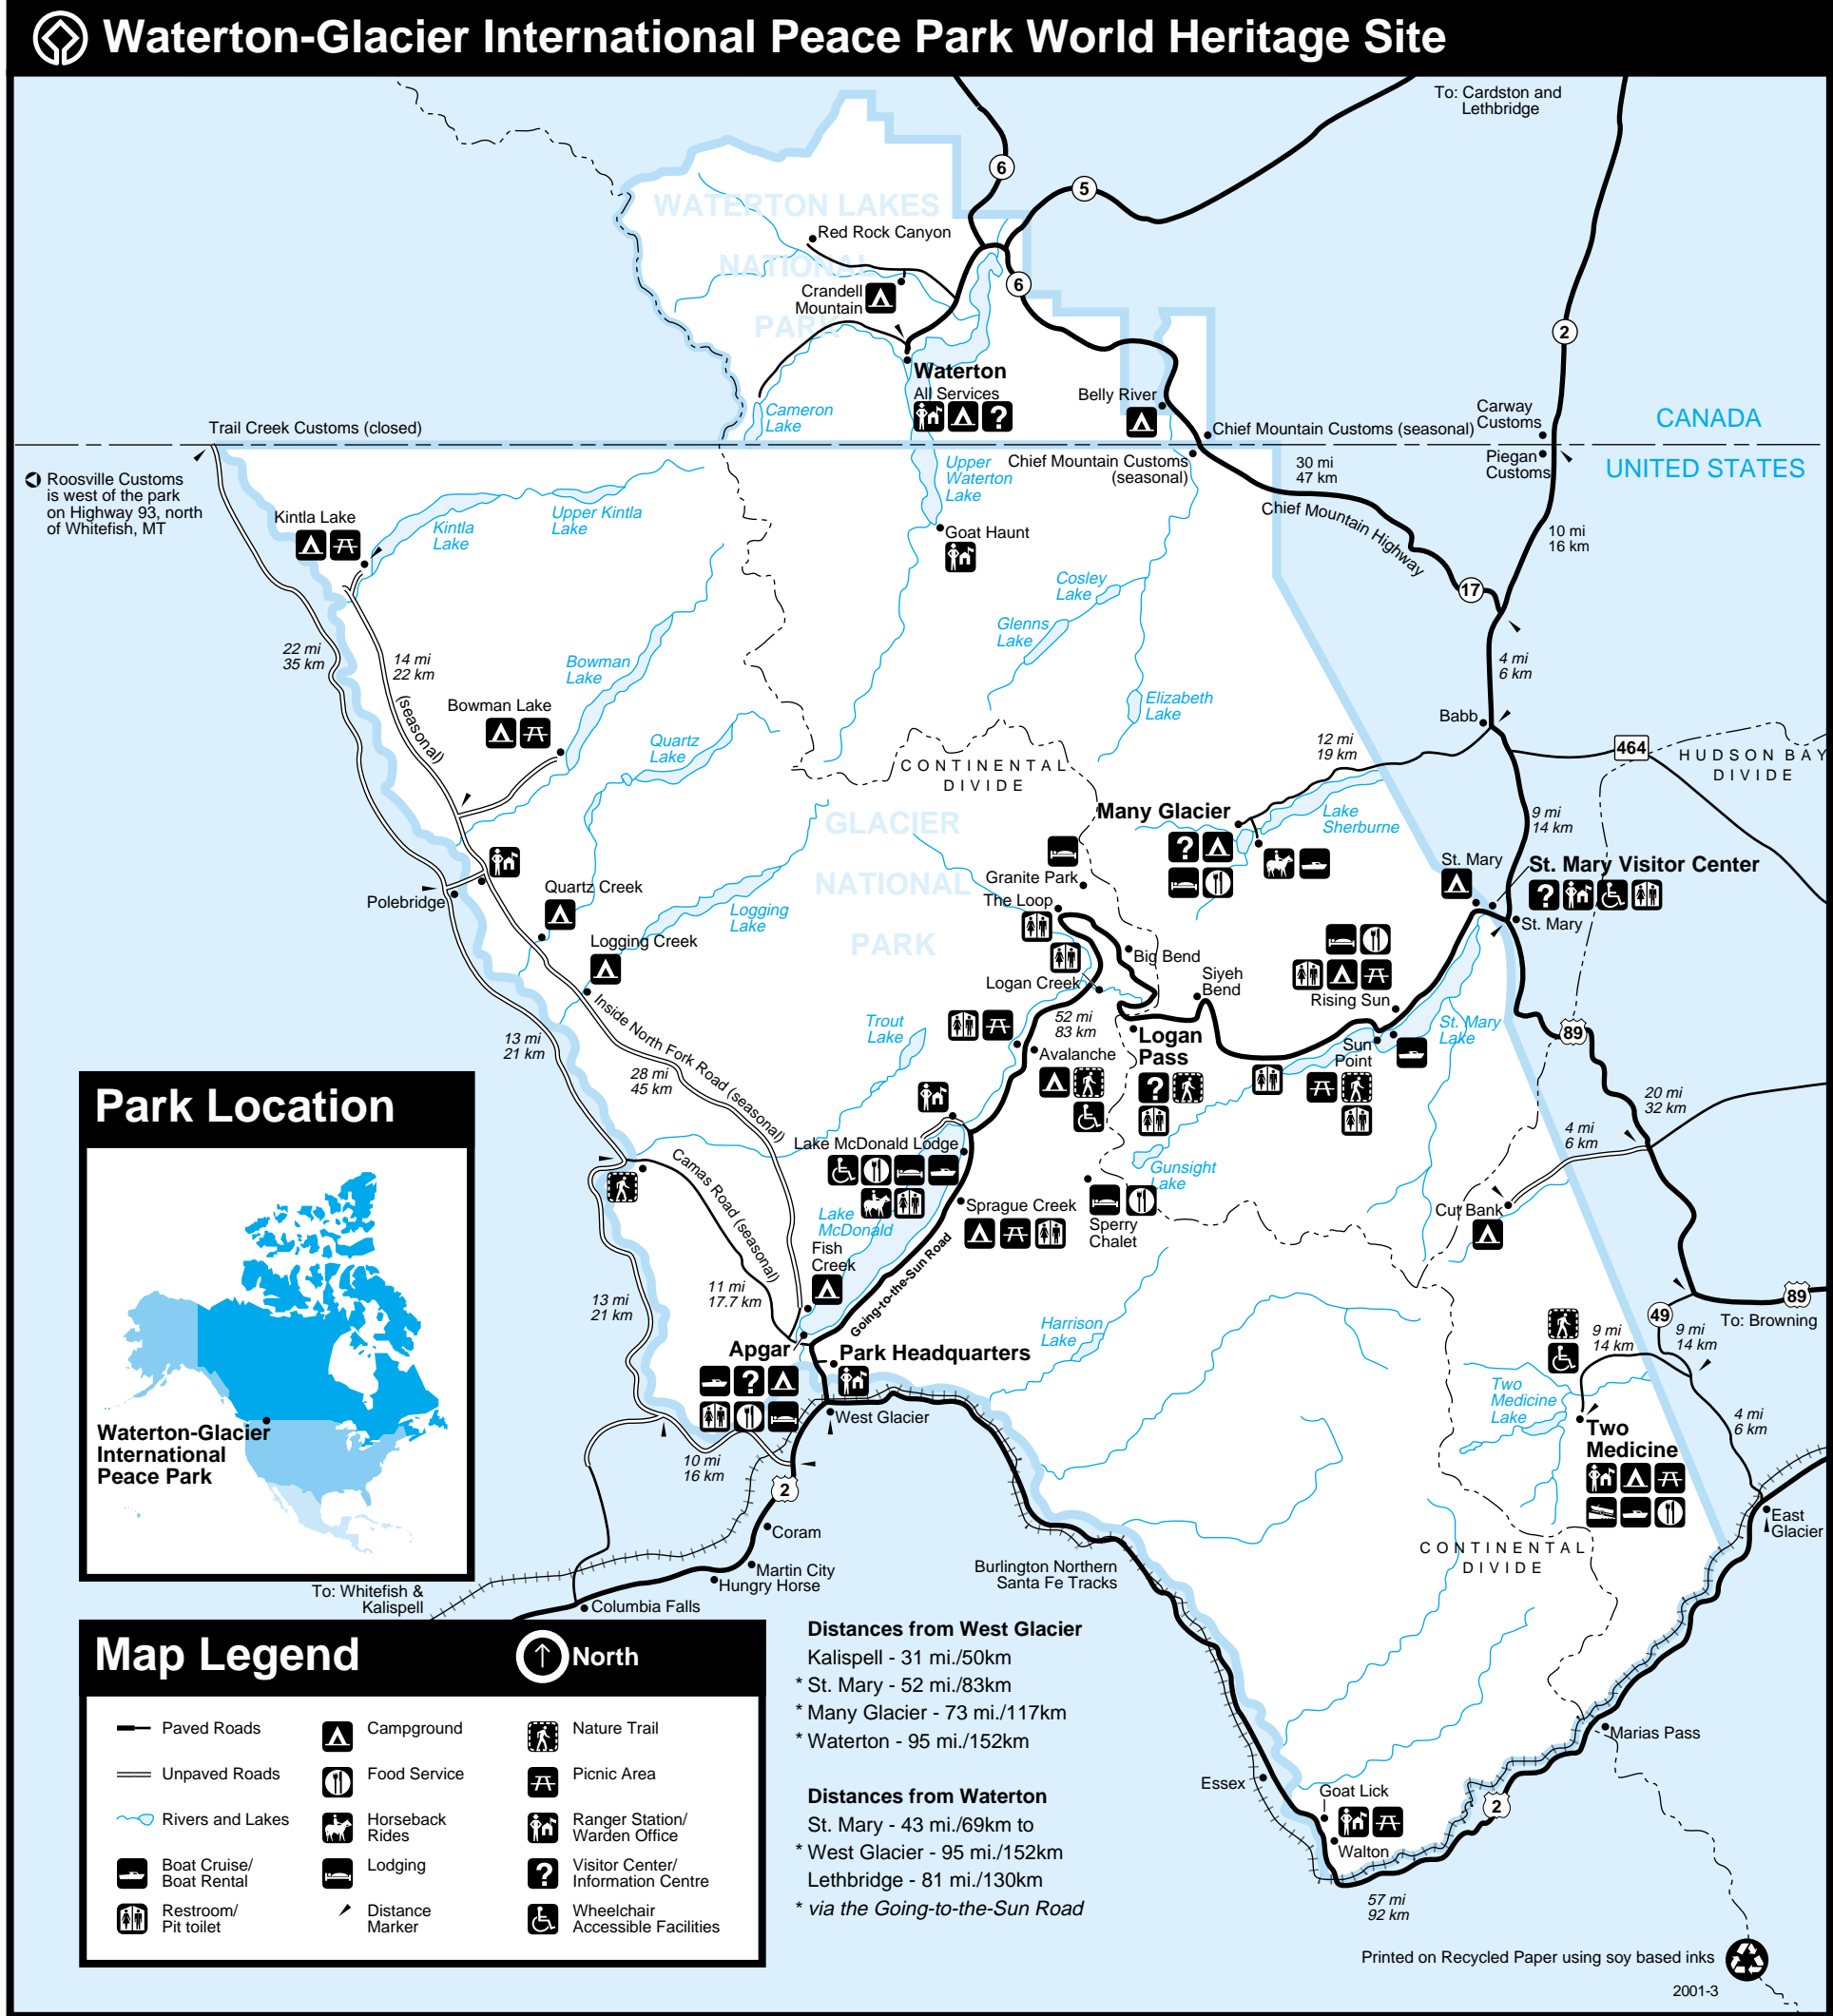 Waterton-Glacier International Peace Park World Heritage Site
To: Cardston and
Lethbridge
6
5
WATERTON LAKES
NATIONAL
PARK
Red Rock Canyon
6
Crandell
Mountain
2
Waterton
All Services
?
Belly River
Cameron
Lake
Carway
Customs
CANADA
Trail Creek Customs (closed)
Chief Mountain Customs (seasonal)
Chief Mountain Customs
(seasonal)
Piegan
Customs
UNITED STATES
Roosville Customs
is west of the park
on Highway 93, north
of Whitefish, MT
Upper
Waterton
Lake
30 mi
47 km
Chief Mountain Highway
Kintla Lake
Kintla
Lake
Upper Kintla
Lake
Goat Haunt
10 mi
16 km
Cosley
Lake
17
Glenns
Lake
22 mi
35 km
14 mi
22 km
(seasonal)
Bowman
Lake
4 mi
6 km
Bowman Lake
Elizabeth
Lake
Babb
Quartz
Lake
12 mi
19 km
464
HUDSON BAY
DIVIDE
CONTINENTAL
DIVIDE
Many Glacier
?
Lake
Sherburne
9 mi
14 km
GLACIER
NATIONAL
PARK
St. Mary
St. Mary Visitor Center
?
St. Mary
Granite Park
The Loop
Polebridge
Quartz Creek
Logging
Lake
Logging Creek
Big Bend
Logan Creek
Siyeh
Bend
Rising Sun
Inside North Fork Road (seasonal)
Trout
Lake
52 mi
83 km
St. Mary
Lake
89
13 mi
21 km
Avalanche
Logan
Pass
?
Sun
Point
28 mi
45 km
20 mi
32 km
4 mi
6 km
Lake McDonald Lodge
Camas Road (seasonal)
Gunsight
Lake
Lake
McDonald
Sprague Creek
Sperry
Chalet
Cut Bank
Fish
Creek
Going-to-the-Sun Road
11 mi
17.7 km
13 mi
21 km
Harrison
Lake
89
49
To: Browning
9 mi
14 km
9 mi
14 km
Apgar
?
Park Headquarters
Two
Medicine
Lake
West Glacier
Two
Medicine
4 mi
6 km
10 mi
16 km
2
Coram
East
Glacier
Martin City
Hungry Horse
Burlington Northern
Santa Fe Tracks
CONTINENTAL
DIVIDE
To: Whitefish &
Kalispell
Columbia Falls
Marias Pass
Essex
Goat Lick
2
Walton
57 mi
92 km
Park Location
Waterton-Glacier
International
Peace Park
Map Legend
North
Paved Roads
Campground
Nature Trail
Unpaved Roads
Food Service
Picnic Area
Rivers and Lakes
Horseback
Rides
Ranger Station/
Warden Office
Boat Cruise/
Boat Rental
Lodging
?
Visitor Center/
Information Centre
Restroom/
Pit toilet
Distance
Marker
Wheelchair
Accessible Facilities
Distances from West Glacier
Kalispell - 31 mi./50km
* St. Mary - 52 mi./83km
* Many Glacier - 73 mi./117km
* Waterton - 95 mi./152km
Distances from Waterton
St. Mary - 43 mi./69km to
* West Glacier - 95 mi./152km
Lethbridge - 81 mi./130km
* via the Going-to-the-Sun Road
Printed on Recycled Paper using soy based inks
2001-3